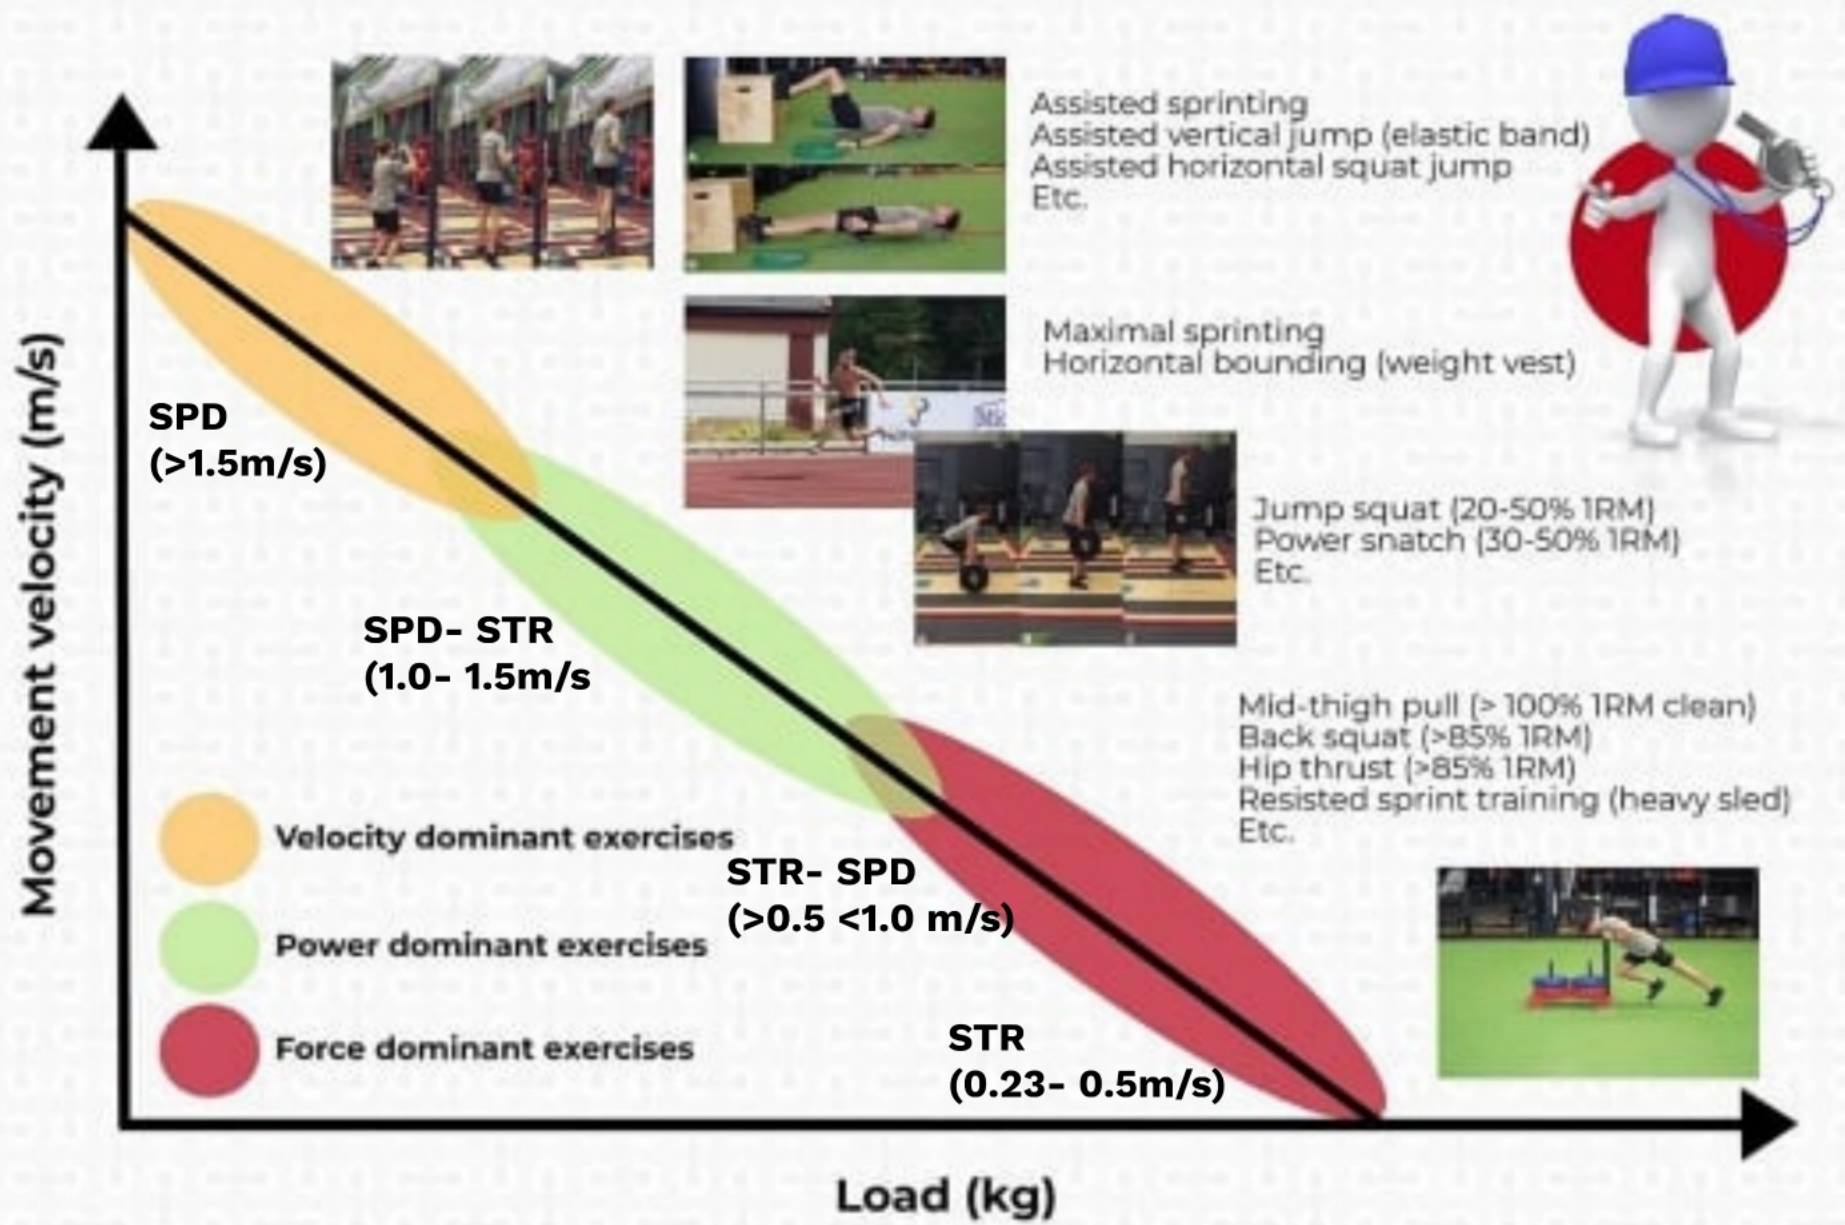 Assisted sprinting
Assisted vertical jump (elastic band)
Assisted horizontal squat jump
Etc.
Maximal sprinting
Horizontal bounding (weight vest)
SPD
(>1.5m/s)
Jump squat (20-50% 1RM)
Power snatch (30-50% 1RM)
Etc.
SPD- STR
(1.0- 1.5m/s
Mid-thigh pull (> 100% 1RM clean)
Back squat (>85% 1RM)
Hip thrust (>85% 1RM)
Resisted sprint training (heavy sled)
Etc.
Movement velocity (m/s)
Velocity dominant exercises
STR- SPD
(>0.5 <1.0 m/s)
Power dominant exercises
STR
(0.23- 0.5m/s)
Force dominant exercises
Load (kg)